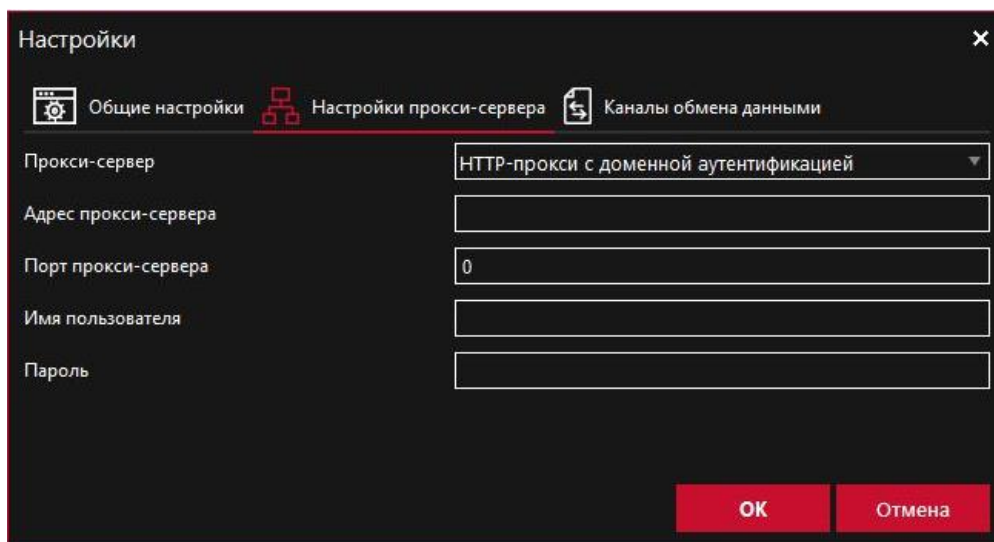 Настройки
Общие настройки Настройки прокси-сервера Каналы обмена данными
Прокси-сервер HTTP-прокси с доменной аутентификацией
Адрес прокси-сервера
Порт прокси-сервера 0
Имя пользователя
Пароль
ОК Отмена